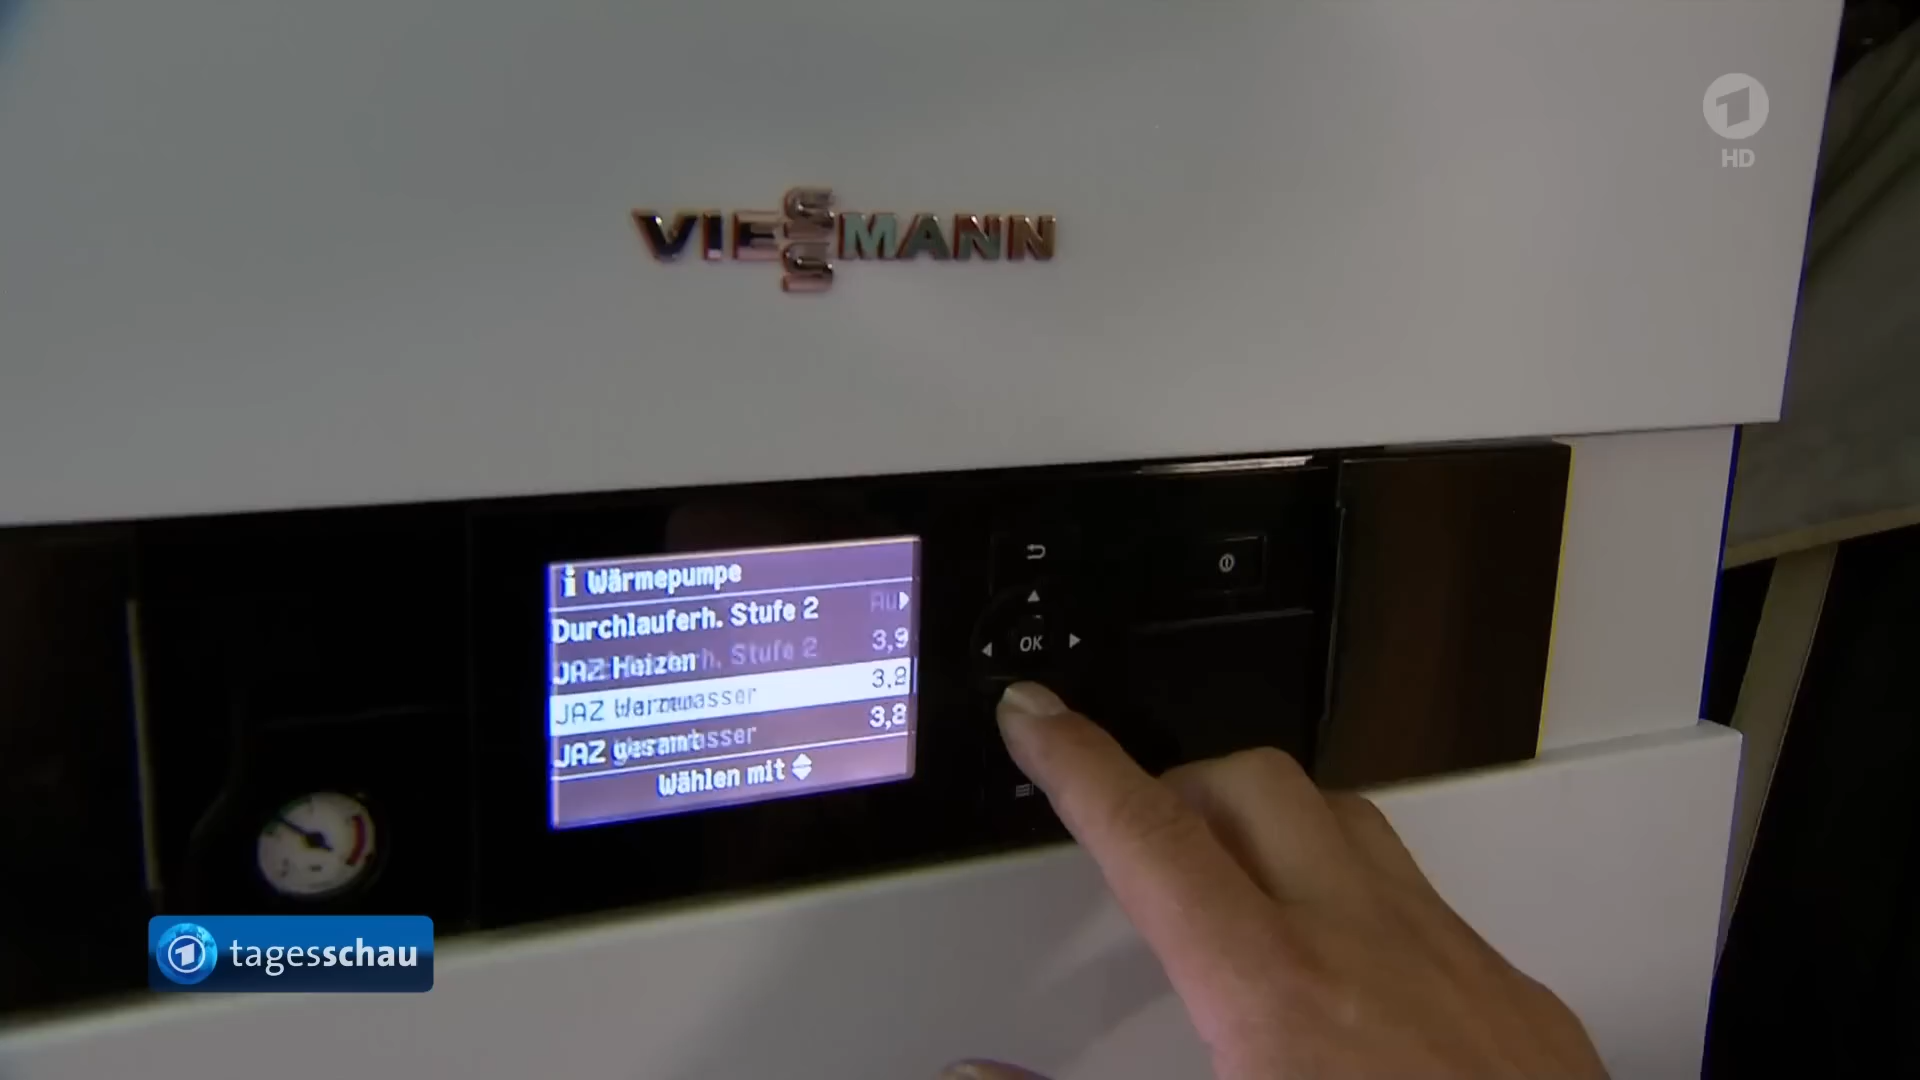 HD
VIESSMANN
i Wärmepumpe
Durchlauferh. Stufe 2
JAZ Heizen 3,9
JAZ Warmwasser 3,8
JAZ Gesamt 3,8
Wählen mit
OK
tagesschau